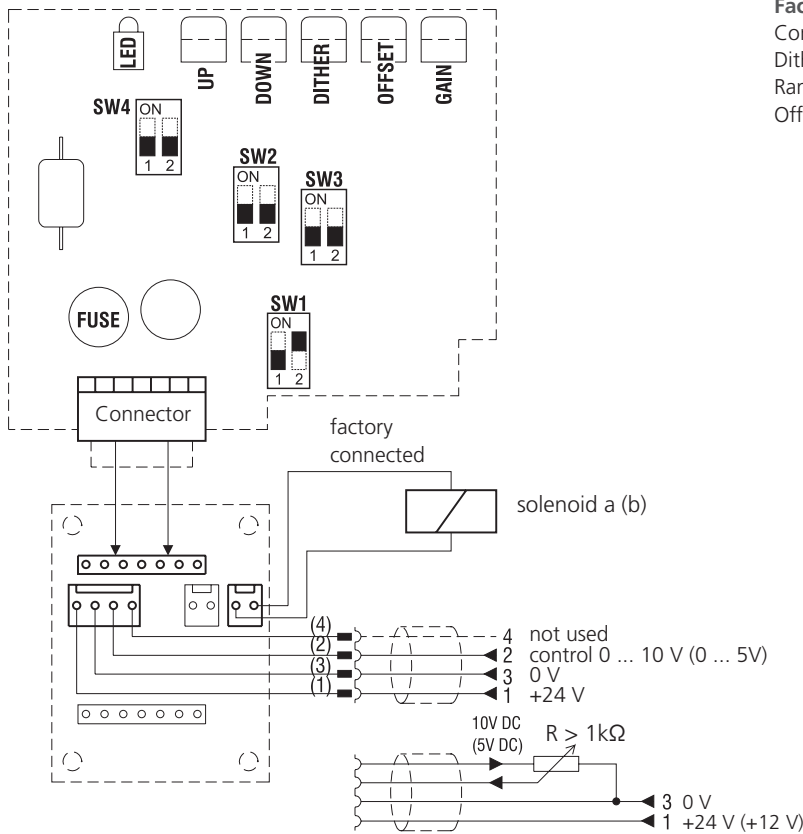 Fac
Con
Dith
Ran
Off
LED
UP
DOWN
DITHER
OFFSET
GAIN
SW4
ON
1 2
SW2
ON
1 2
SW3
ON
1 2
FUSE
SW1
ON
1 2
Connector
factory
connected
solenoid a (b)
(4)
(2)
(3)
(1)
4 not used
2 control 0 ... 10 V (0 ... 5V)
3 0 V
1 +24 V
10V DC
(5V DC)
R > 1kΩ
3 0 V
1 +24 V (+12 V)